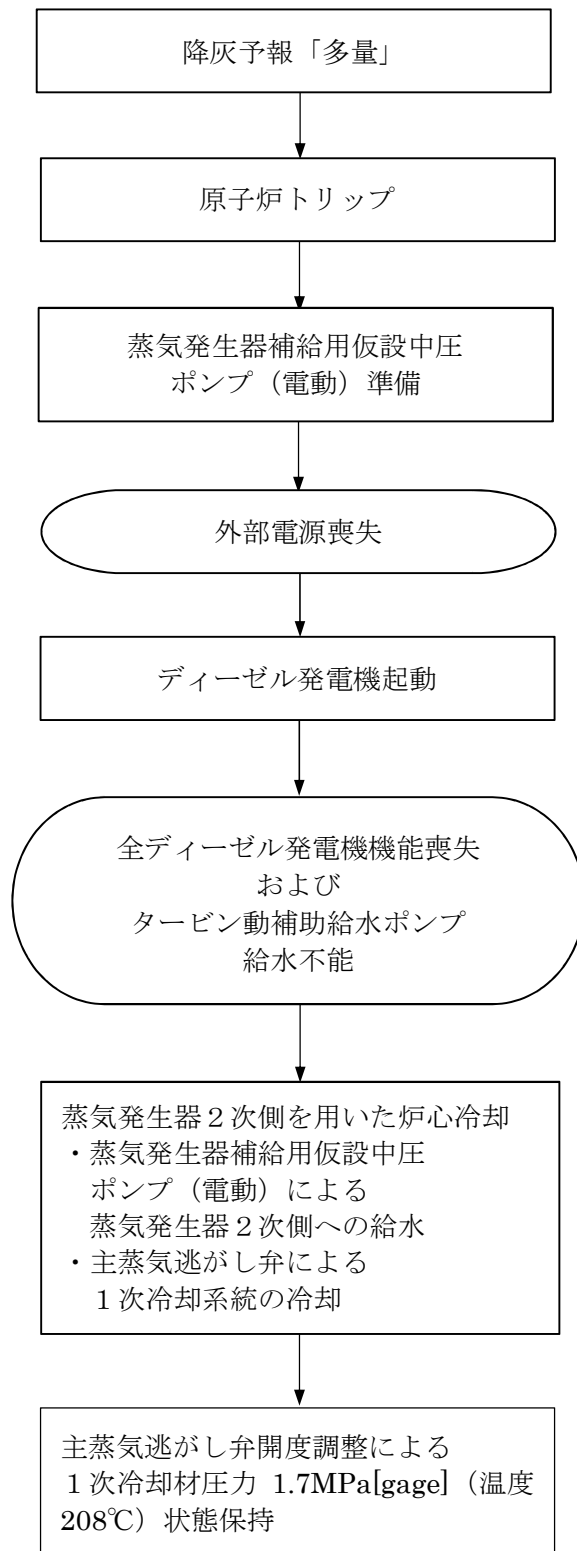 降灰予報「多量」
原子炉トリップ
蒸気発生器補給用仮設中圧
ポンプ（電動）準備
外部電源喪失
ディーゼル発電機起動
全ディーゼル発電機機能喪失
および
タービン動補助給水ポンプ
給水不能
蒸気発生器２次側を用いた炉心冷却
・蒸気発生器補給用仮設中圧
ポンプ（電動）による
蒸気発生器２次側への給水
・主蒸気逃がし弁による
１次冷却系統の冷却
主蒸気逃がし弁開度調整による
１次冷却材圧力 1.7MPa[gage]（温度
208℃）状態保持